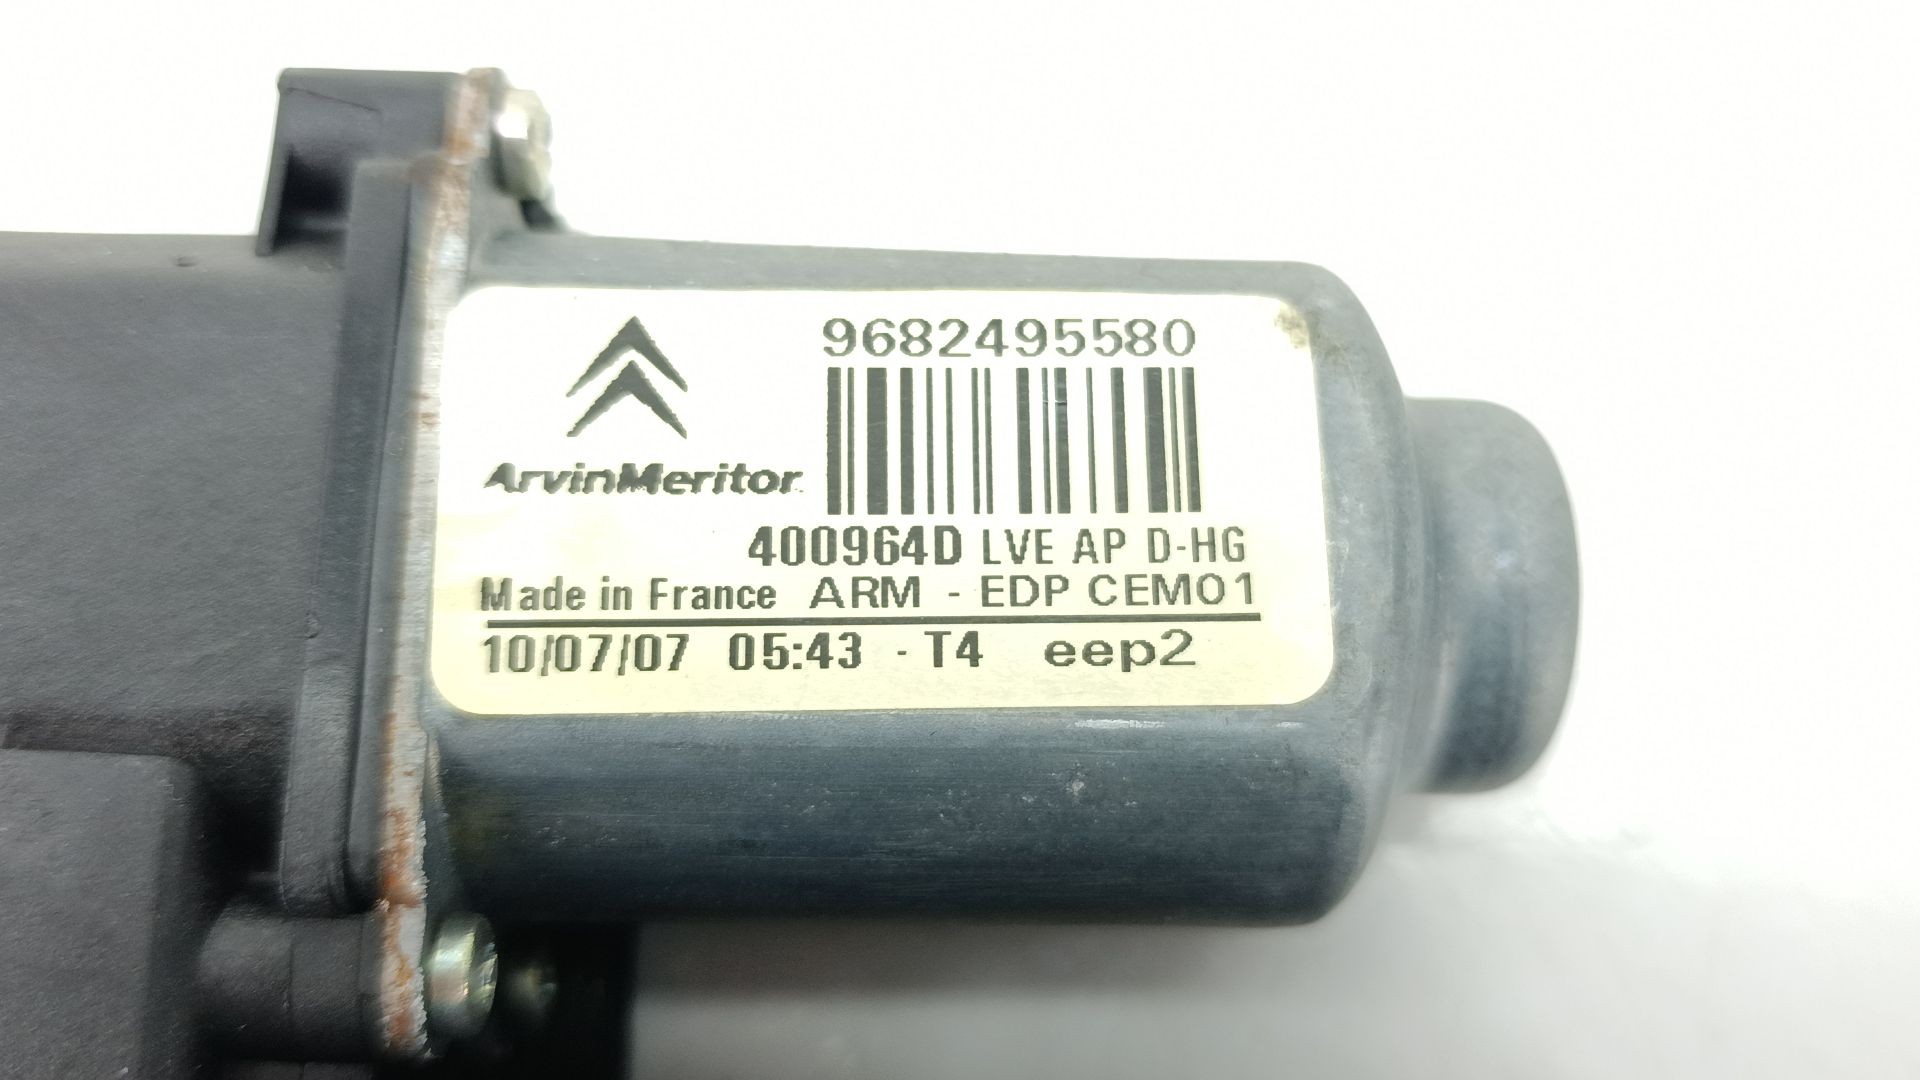 9682495580
ArvinMeritor
400964D LVE AP D-HG
Made in France ARM - EDP CEM01
10/07/07 05:43 - T4 eep2